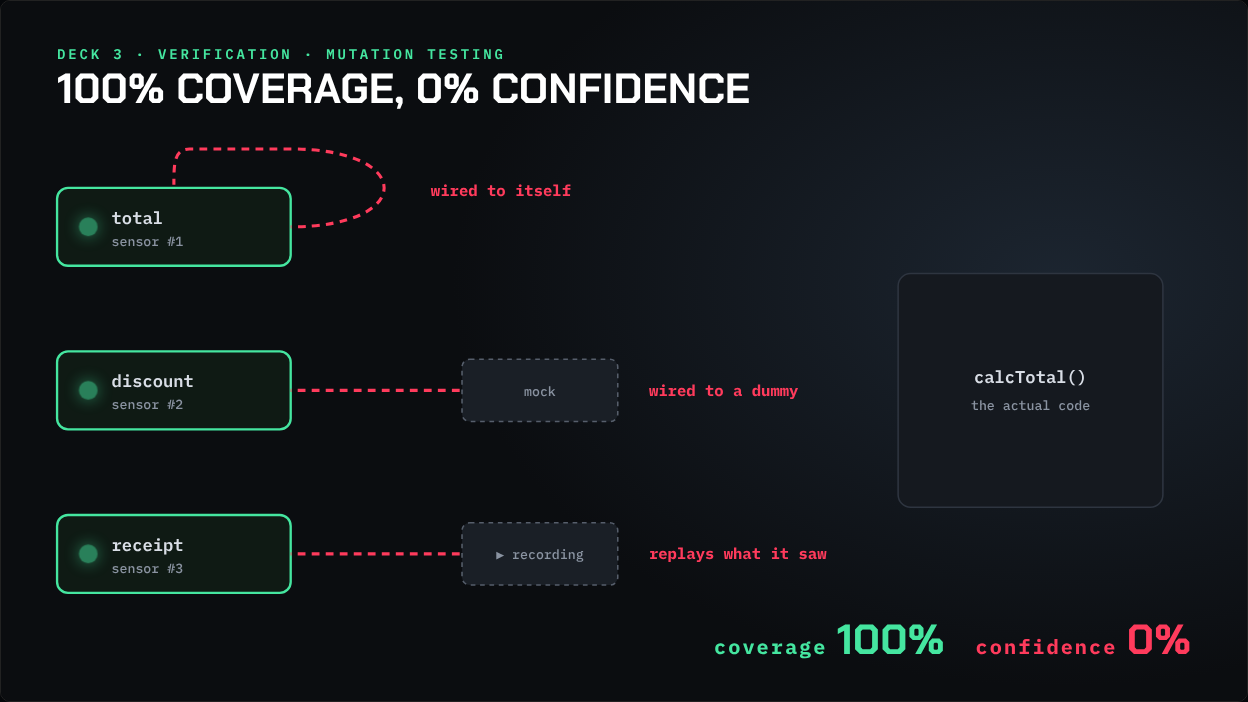 DECK 3 · VERIFICATION · MUTATION TESTING
100% COVERAGE, 0% CONFIDENCE
wired to itself
total
sensor #1
calcTotal()
the actual code
discount
sensor #2
mock
wired to a dummy
receipt
sensor #3
▶ recording
replays what it saw
coverage 100% confidence 0%